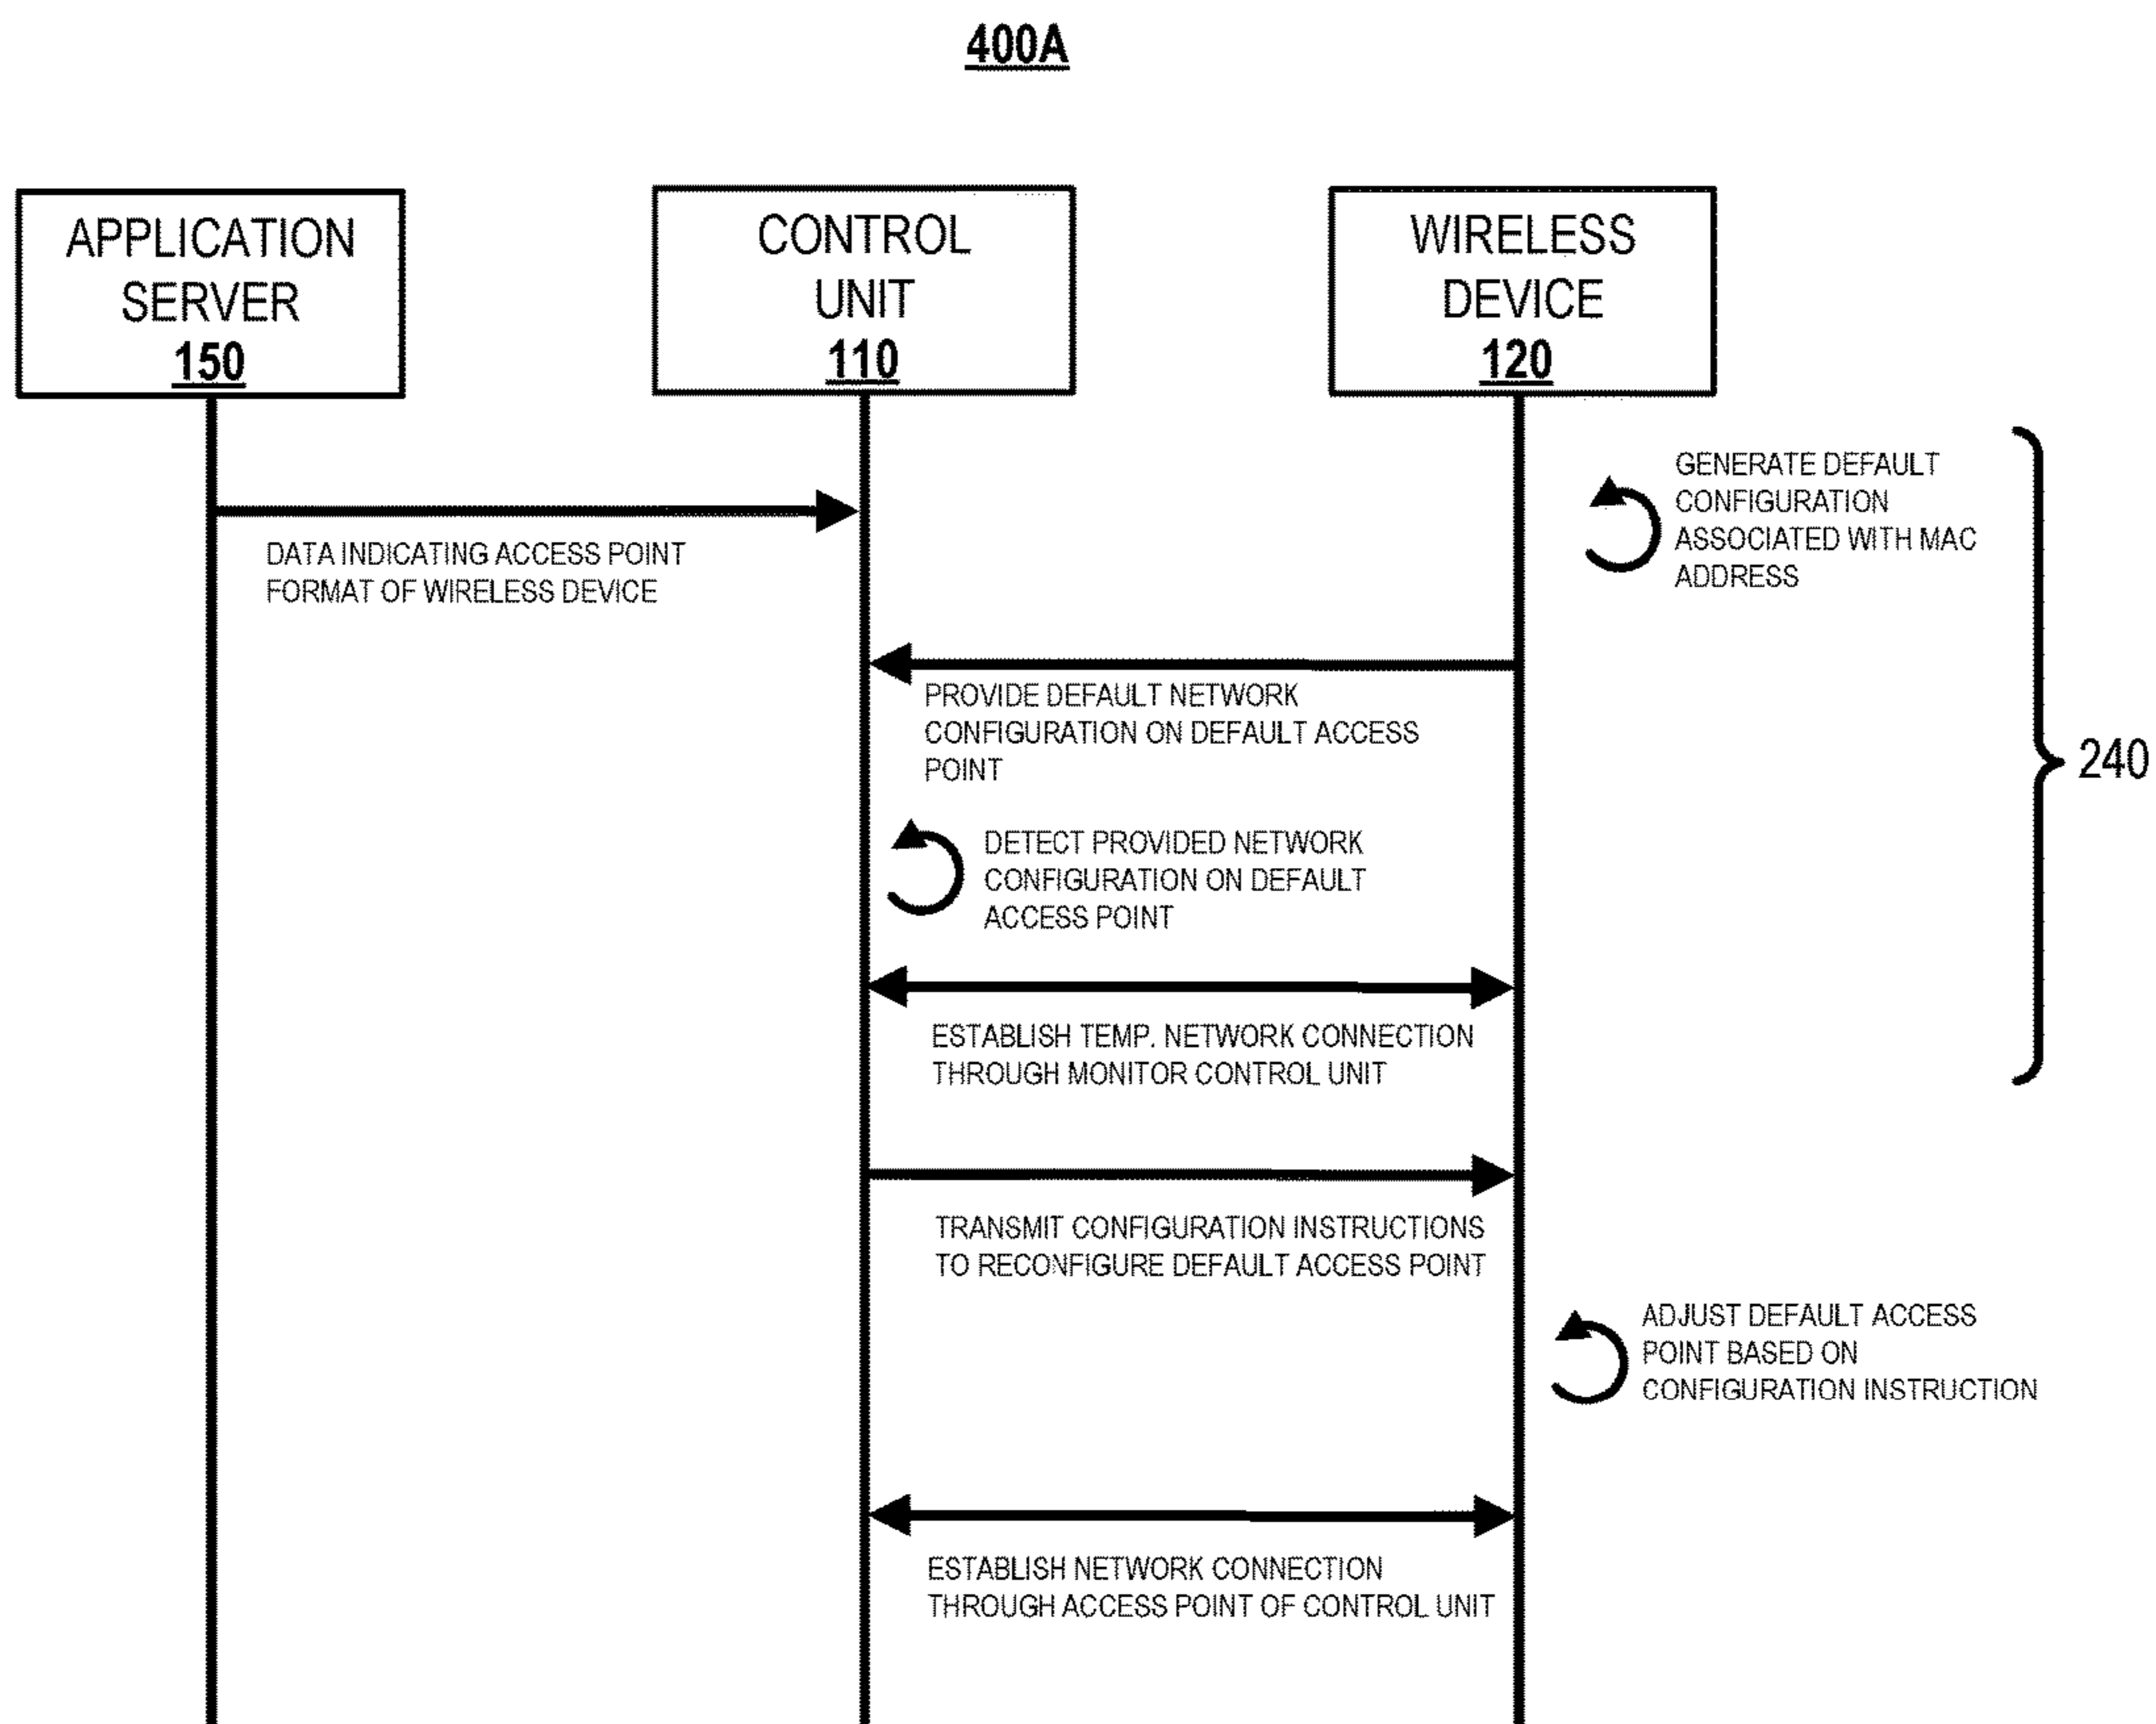 400A
APPLICATION
SERVER
150
CONTROL
UNIT
110
WIRELESS
DEVICE
120
GENERATE DEFAULT
CONFIGURATION
ASSOCIATED WITH MAC
ADDRESS
DATA INDICATING ACCESS POINT
FORMAT OF WIRELESS DEVICE
PROVIDE DEFAULT NETWORK
CONFIGURATION ON DEFAULT ACCESS
POINT
240
DETECT PROVIDED NETWORK
CONFIGURATION ON DEFAULT
ACCESS POINT
ESTABLISH TEMP. NETWORK CONNECTION
THROUGH MONITOR CONTROL UNIT
TRANSMIT CONFIGURATION INSTRUCTIONS
TO RECONFIGURE DEFAULT ACCESS POINT
ADJUST DEFAULT ACCESS
POINT BASED ON
CONFIGURATION INSTRUCTION
ESTABLISH NETWORK CONNECTION
THROUGH ACCESS POINT OF CONTROL UNIT